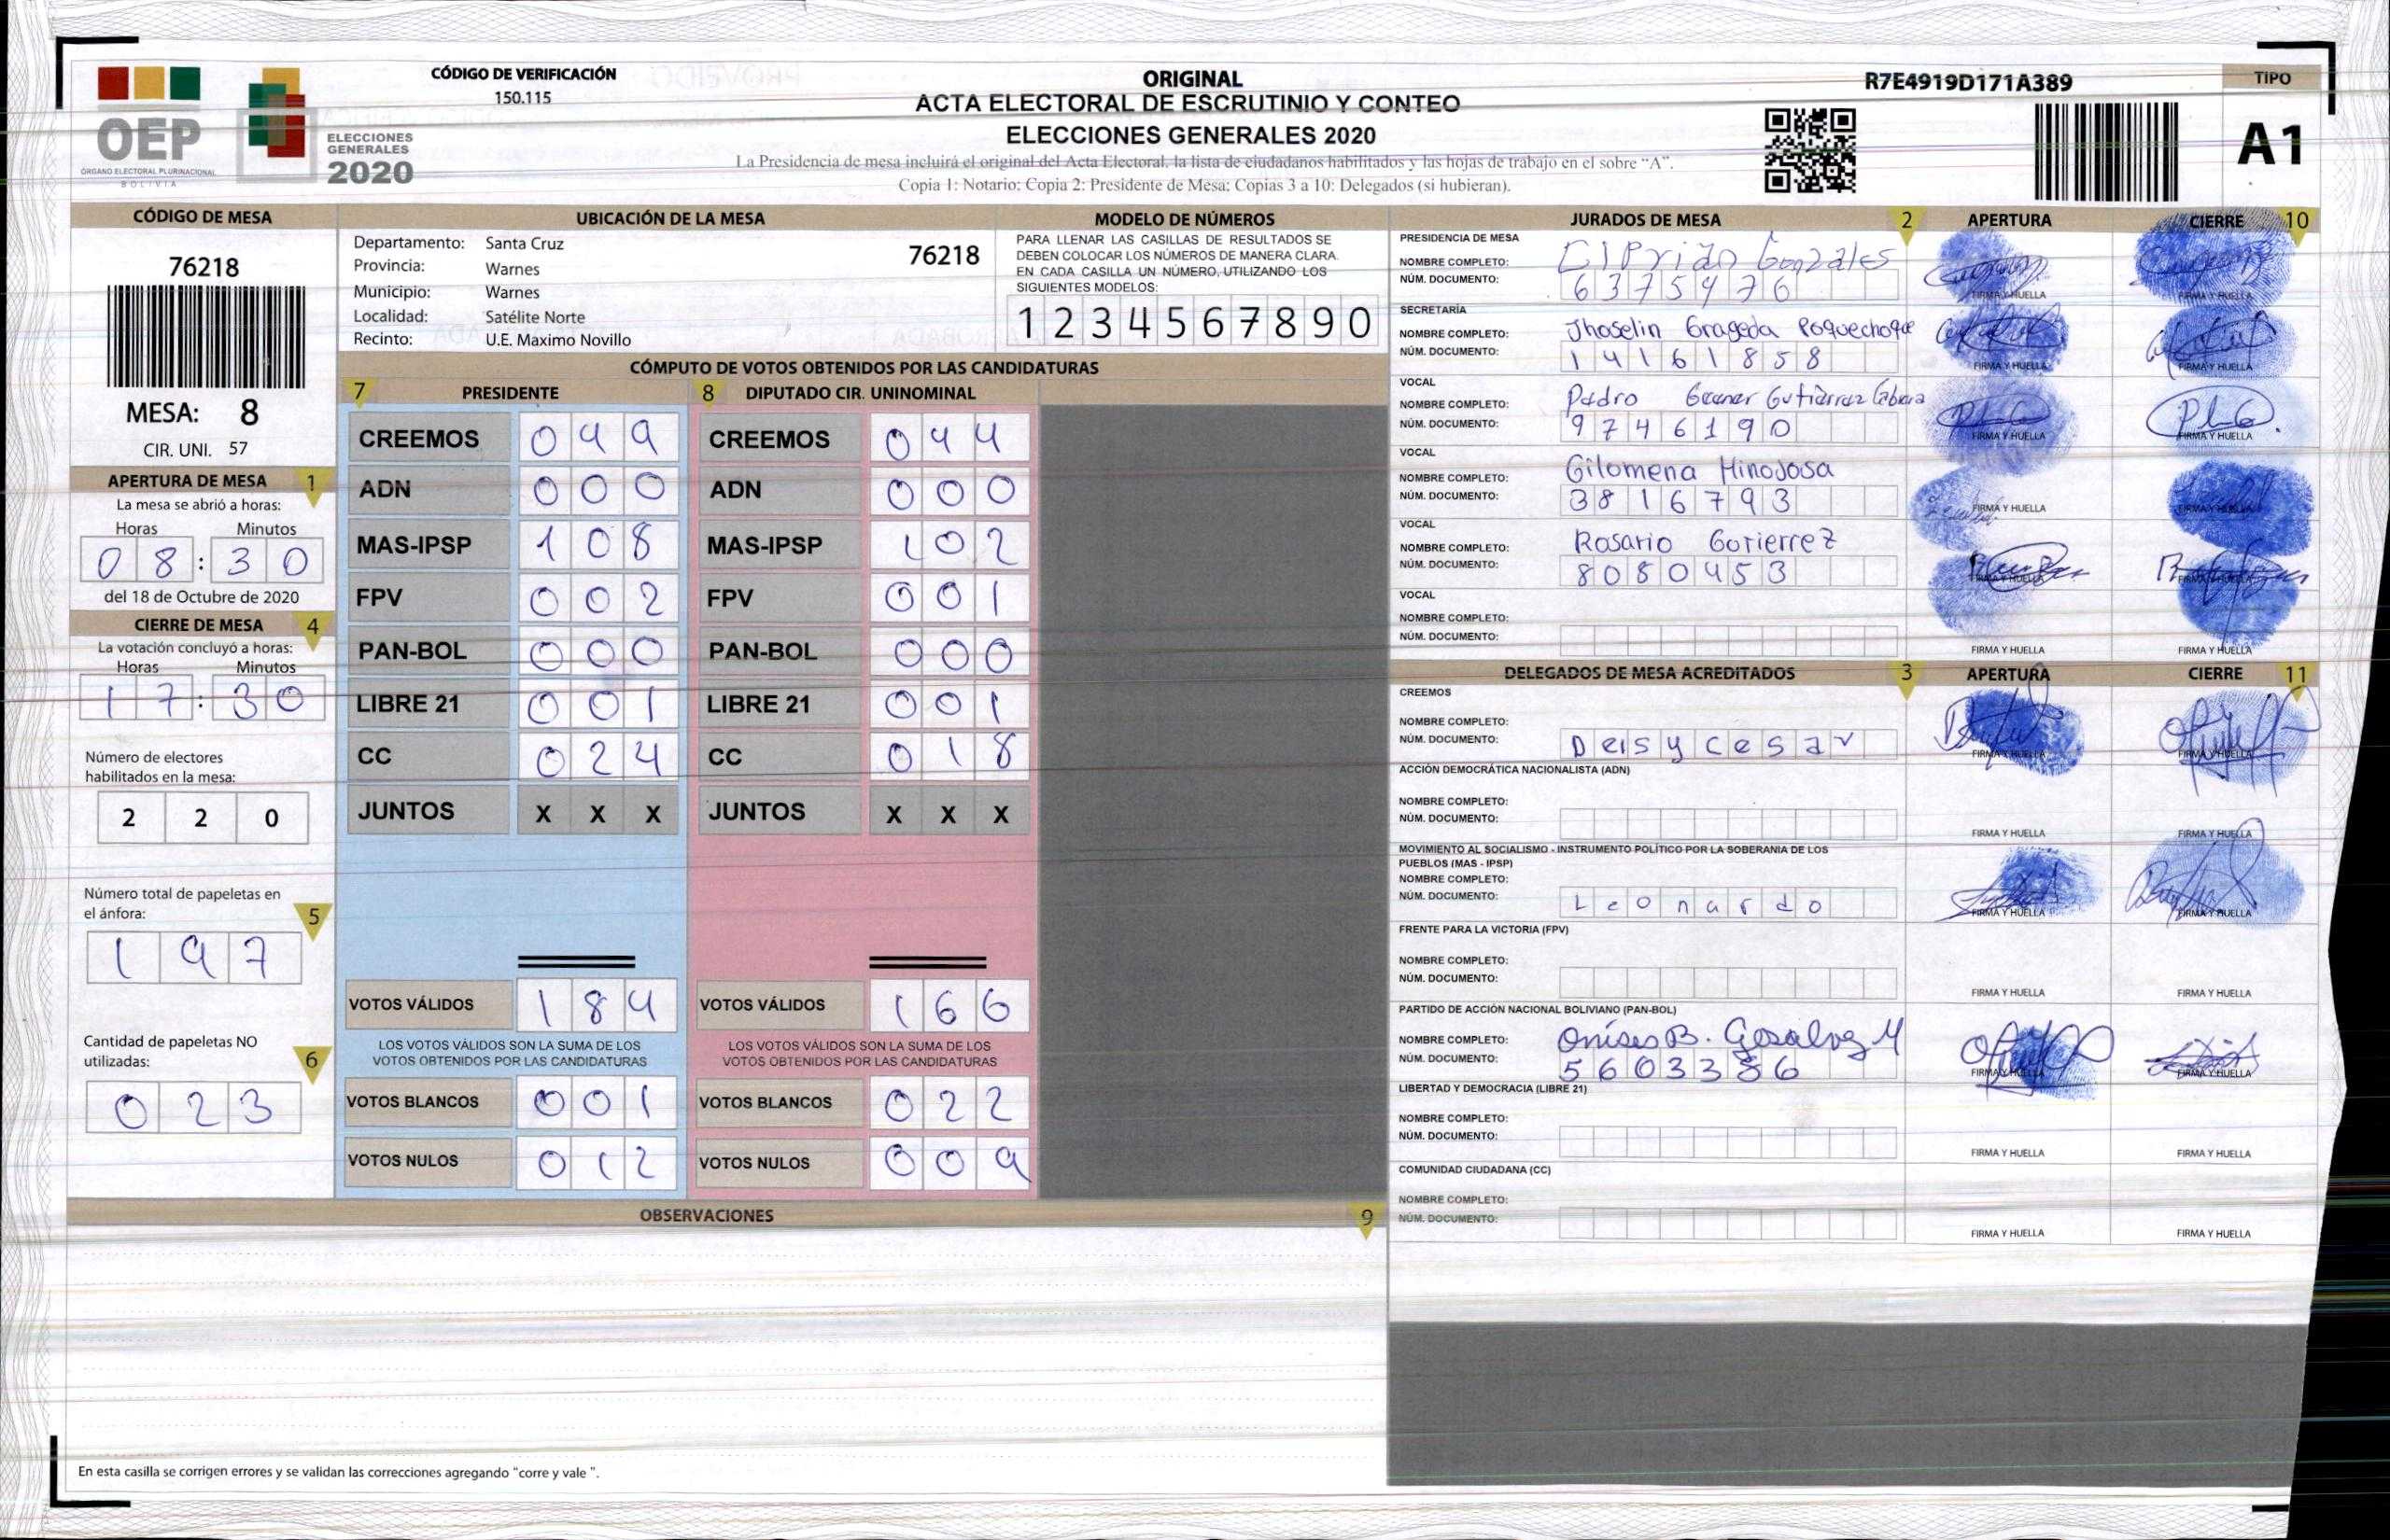 OEP
ÓRGANO ELECTORAL PLURINACIONAL
BOLIVIA
ELECCIONES
GENERALES
2020
CÓDIGO DE VERIFICACIÓN
150.115
ORIGINAL
ACTA ELECTORAL DE ESCRUTINIO Y CONTEO
ELECCIONES GENERALES 2020
La Presidencia de mesa incluirá el original del Acta Electoral, la lista de ciudadanos habilitados y las hojas de trabajo en el sobre “A”.
Copia 1: Notario; Copia 2: Presidente de Mesa; Copias 3 a 10: Delegados (si hubieran).
R7E4919D171A389
TIPO
A1
CÓDIGO DE MESA
76218
MESA: 8
CIR. UNI. 57
APERTURA DE MESA 1
La mesa se abrió a horas:
Horas Minutos
08:30
del 18 de Octubre de 2020
CIERRE DE MESA 4
La votación concluyó a horas:
Horas Minutos
17:30
Número de electores
habilitados en la mesa:
2 2 0
Número total de papeletas en
el ánfora: 5
1 9 7
Cantidad de papeletas NO
utilizadas: 6
0 2 3
UBICACIÓN DE LA MESA
Departamento: Santa Cruz 76218
Provincia: Warnes
Municipio: Warnes
Localidad: Satélite Norte
Recinto: U.E. Maximo Novillo
MODELO DE NÚMEROS
PARA LLENAR LAS CASILLAS DE RESULTADOS SE
DEBEN COLOCAR LOS NÚMEROS DE MANERA CLARA.
EN CADA CASILLA UN NÚMERO, UTILIZANDO LOS
SIGUIENTES MODELOS:
1 2 3 4 5 6 7 8 9 0
CÓMPUTO DE VOTOS OBTENIDOS POR LAS CANDIDATURAS
7 PRESIDENTE 8 DIPUTADO CIR. UNINOMINAL
CREEMOS 0 4 9 CREEMOS 0 4 4
ADN 0 0 0 ADN 0 0 0
MAS-IPSP 1 0 8 MAS-IPSP 1 0 2
FPV 0 0 2 FPV 0 0 1
PAN-BOL 0 0 0 PAN-BOL 0 0 0
LIBRE 21 0 0 1 LIBRE 21 0 0 1
CC 0 2 4 CC 0 1 8
JUNTOS X X X JUNTOS X X X
VOTOS VÁLIDOS 1 8 4 VOTOS VÁLIDOS 1 6 6
LOS VOTOS VÁLIDOS SON LA SUMA DE LOS LOS VOTOS VÁLIDOS SON LA SUMA DE LOS
VOTOS OBTENIDOS POR LAS CANDIDATURAS VOTOS OBTENIDOS POR LAS CANDIDATURAS
VOTOS BLANCOS 0 0 1 VOTOS BLANCOS 0 2 2
VOTOS NULOS 0 1 2 VOTOS NULOS 0 0 9
OBSERVACIONES 9
En esta casilla se corrigen errores y se validan las correcciones agregando “corre y vale ”.
JURADOS DE MESA 2 APERTURA CIERRE 10
PRESIDENCIA DE MESA
NOMBRE COMPLETO: CIPriàn Gonzales
NÚM. DOCUMENTO: 6375976
FIRMA Y HUELLA FIRMA Y HUELLA
SECRETARÍA
NOMBRE COMPLETO: Jhoselin Grageda Poquechoque
NÚM. DOCUMENTO: 14161858
FIRMA Y HUELLA FIRMA Y HUELLA
VOCAL
NOMBRE COMPLETO: Pedro Gutiérrez
NÚM. DOCUMENTO: 9746190
FIRMA Y HUELLA FIRMA Y HUELLA
VOCAL
NOMBRE COMPLETO: Gilomena Hinojosa
NÚM. DOCUMENTO: 3816793
FIRMA Y HUELLA FIRMA Y HUELLA
VOCAL
NOMBRE COMPLETO: Rosario Gotierrez
NÚM. DOCUMENTO: 8080453
FIRMA Y HUELLA FIRMA Y HUELLA
VOCAL
NOMBRE COMPLETO:
NÚM. DOCUMENTO:
FIRMA Y HUELLA FIRMA Y HUELLA
DELEGADOS DE MESA ACREDITADOS 3 APERTURA CIERRE 11
CREEMOS
NOMBRE COMPLETO:
NÚM. DOCUMENTO: Deisy cesar
FIRMA Y HUELLA FIRMA Y HUELLA
ACCIÓN DEMOCRÁTICA NACIONALISTA (ADN)
NOMBRE COMPLETO:
NÚM. DOCUMENTO:
FIRMA Y HUELLA FIRMA Y HUELLA
MOVIMIENTO AL SOCIALISMO - INSTRUMENTO POLÍTICO POR LA SOBERANIA DE LOS
PUEBLOS (MAS - IPSP)
NOMBRE COMPLETO:
NÚM. DOCUMENTO: Leonardo
FIRMA Y HUELLA FIRMA Y HUELLA
FRENTE PARA LA VICTORIA (FPV)
NOMBRE COMPLETO:
NÚM. DOCUMENTO:
FIRMA Y HUELLA FIRMA Y HUELLA
PARTIDO DE ACCIÓN NACIONAL BOLIVIANO (PAN-BOL)
NOMBRE COMPLETO: B. M
NÚM. DOCUMENTO: 5603386
FIRMA Y HUELLA FIRMA Y HUELLA
LIBERTAD Y DEMOCRACIA (LIBRE 21)
NOMBRE COMPLETO:
NÚM. DOCUMENTO:
FIRMA Y HUELLA FIRMA Y HUELLA
COMUNIDAD CIUDADANA (CC)
NOMBRE COMPLETO:
NÚM. DOCUMENTO:
FIRMA Y HUELLA FIRMA Y HUELLA